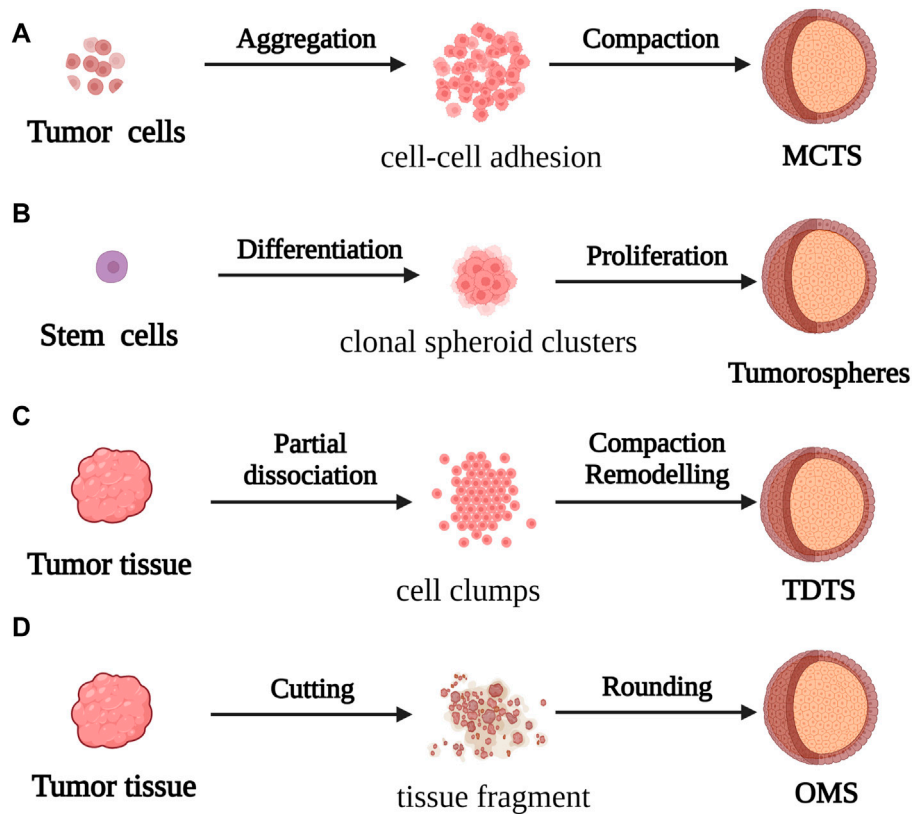 A
Aggregation
Compaction
Tumor cells
cell-cell adhesion
MCTS
B
Differentiation
Proliferation
Stem cells
clonal spheroid clusters
Tumorospheres
C
Partial
dissociation
Compaction
Remodelling
Tumor tissue
cell clumps
TDTS
D
Cutting
Rounding
Tumor tissue
tissue fragment
OMS